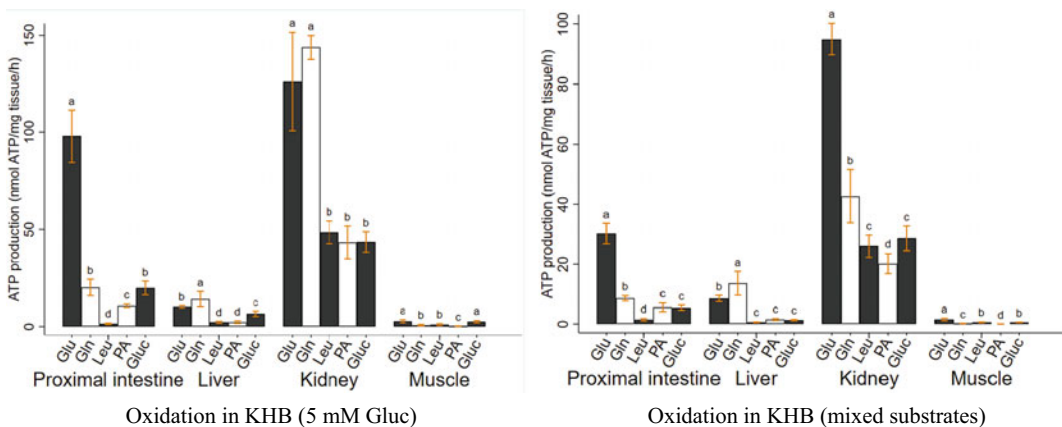 ATP production (nmol ATP/mg tissue/h)
150
100
50
0
a
b
d
c
b
b
a
d
d
c
a
a
b
b
b
a
b
b
c
a
Glu Gln Leu PA Gluc Glu Gln Leu PA Gluc Glu Gln Leu PA Gluc Glu Gln Leu PA Gluc
Proximal intestine Liver Kidney Muscle
Oxidation in KHB (5 mM Gluc)
ATP production (nmol ATP/mg tissue/h)
100
80
60
40
20
0
a
b
d
c
c
b
a
c
c
c
a
b
c
d
c
a
c
b
d
b
Glu Gln Leu PA Gluc Glu Gln Leu PA Gluc Glu Gln Leu PA Gluc Glu Gln Leu PA Gluc
Proximal intestine Liver Kidney Muscle
Oxidation in KHB (mixed substrates)